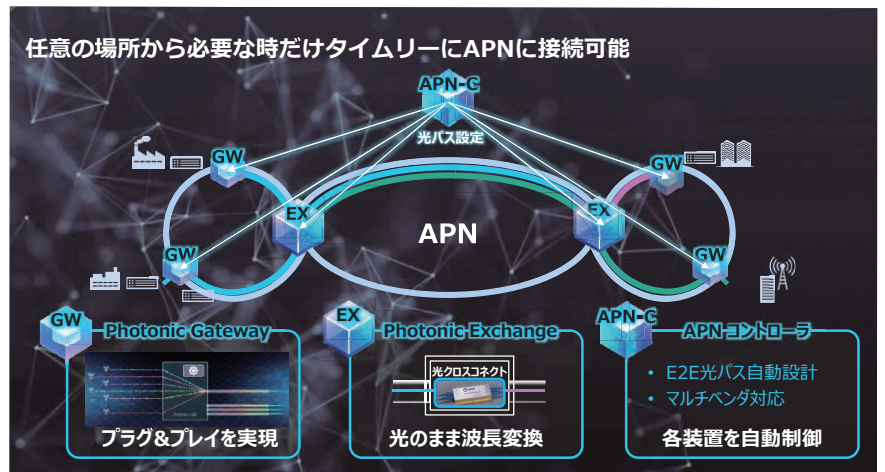 任意の場所から必要な時だけタイムリーにAPNに接続可能
APN-C
光パス設定
GW
GW
EX
APN
EX
GW
GW
GW
Photonic Gateway
プラグ&プレイを実現
EX
Photonic Exchange
光クロスコネクト
光のまま波長変換
APN-C
APNコントローラ
• E2E光パス自動設計
• マルチベンダ対応
各装置を自動制御